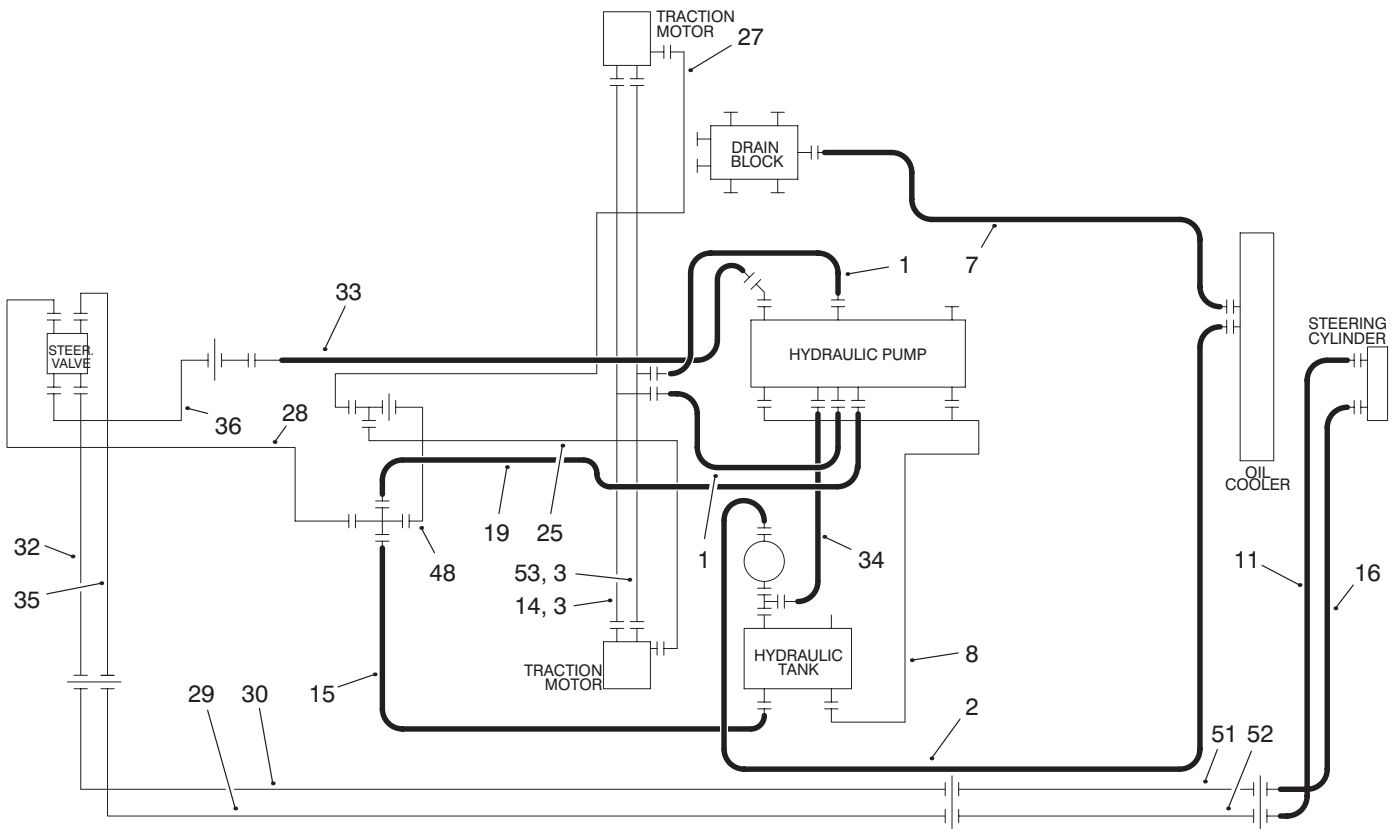 TRACTION
MOTOR
27
DRAIN
BLOCK
1
7
33
STEERING
CYLINDER
STEER.
VALVE
HYDRAULIC PUMP
36
28
OIL
COOLER
19
25
1
34
32
48
53, 3
11
16
35
14, 3
HYDRAULIC
TANK
8
TRACTION
MOTOR
29
30
15
2
51
52